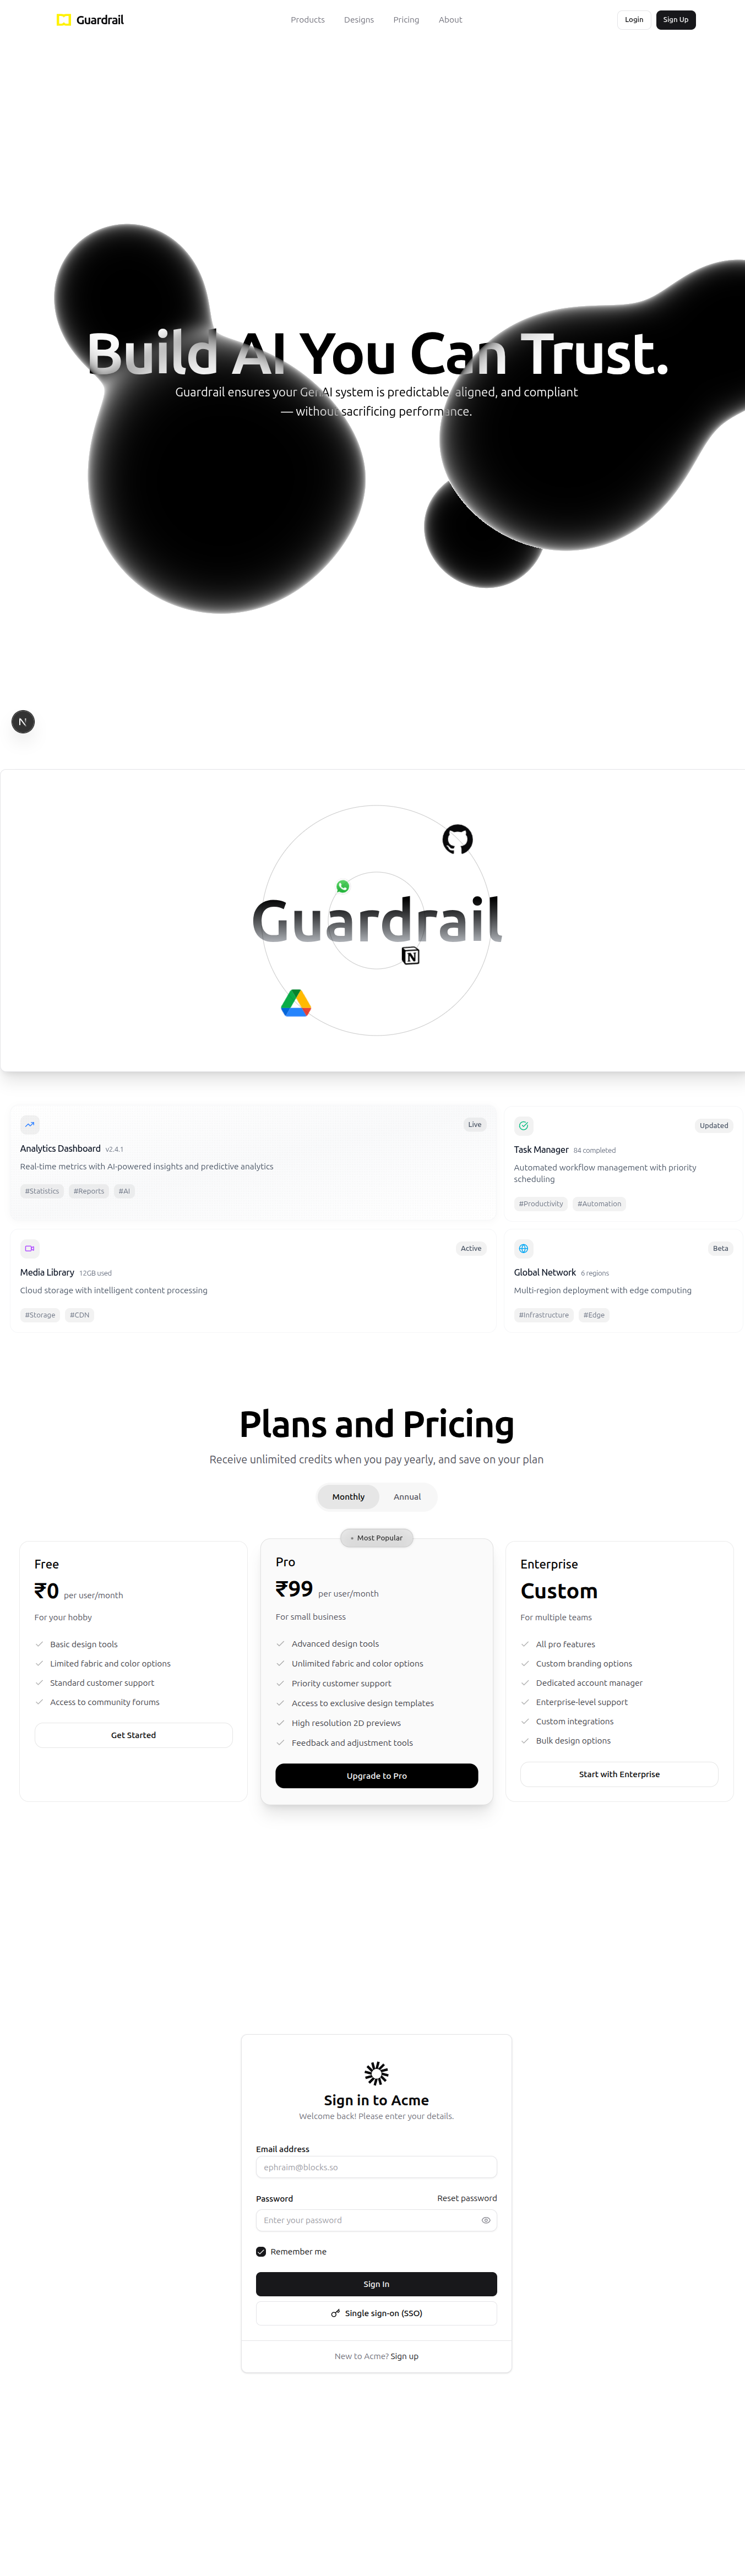 Guardrail
Products
Designs
Pricing
About
Login
Sign Up
Build AI You Can Trust.
Guardrail ensures your GenAI system is predictable, aligned, and compliant
— without sacrificing performance.
N
Guardrail
Live
Analytics Dashboard v2.4.1
Real-time metrics with AI-powered insights and predictive analytics
#Statistics #Reports #AI
Updated
Task Manager 84 completed
Automated workflow management with priority
scheduling
#Productivity #Automation
Active
Media Library 12GB used
Cloud storage with intelligent content processing
#Storage #CDN
Beta
Global Network 6 regions
Multi-region deployment with edge computing
#Infrastructure #Edge
Plans and Pricing
Receive unlimited credits when you pay yearly, and save on your plan
Monthly
Annual
Free
₹0 per user/month
For your hobby
Basic design tools
Limited fabric and color options
Standard customer support
Access to community forums
Get Started
Most Popular
Pro
₹99 per user/month
For small business
Advanced design tools
Unlimited fabric and color options
Priority customer support
Access to exclusive design templates
High resolution 2D previews
Feedback and adjustment tools
Upgrade to Pro
Enterprise
Custom
For multiple teams
All pro features
Custom branding options
Dedicated account manager
Enterprise-level support
Custom integrations
Bulk design options
Start with Enterprise
Sign in to Acme
Welcome back! Please enter your details.
Email address
ephraim@blocks.so
Password
Reset password
Enter your password
Remember me
Sign In
Single sign-on (SSO)
New to Acme? Sign up